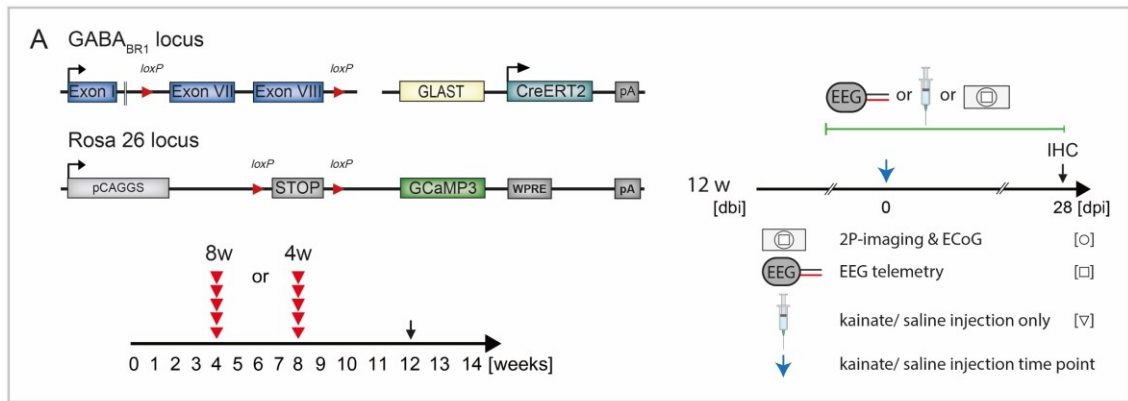 A
GABA_BR1 locus
loxP loxP
Exon I Exon VII Exon VIII GLAST CreERT2 pA
Rosa 26 locus
loxP loxP
pCAGGS STOP GCaMP3 WPRE pA
8w or 4w
0 1 2 3 4 5 6 7 8 9 10 11 12 13 14 [weeks]
EEG or or
IHC
12 w
[dbi] 0 28 [dpi]
2P-imaging & ECoG [○]
EEG EEG telemetry [□]
kainate/ saline injection only [▽]
kainate/ saline injection time point